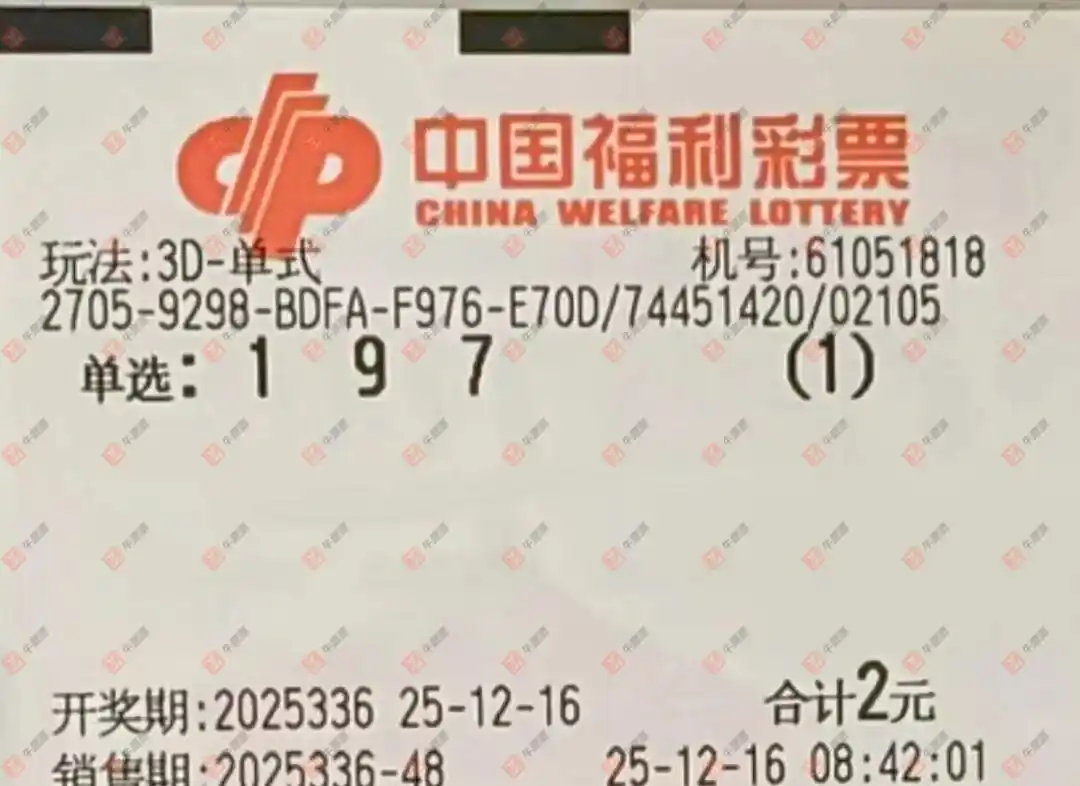 中国福利彩票
CHINA WELFARE LOTTERY
玩法:3D-单式 机号:61051818
2705-9298-BDFA-F976-E70D/74451420/02105
单选: 1 9 7 (1)
开奖期:2025336 25-12-16 合计2元
销售期:2025336-48 25-12-16 08:42:01